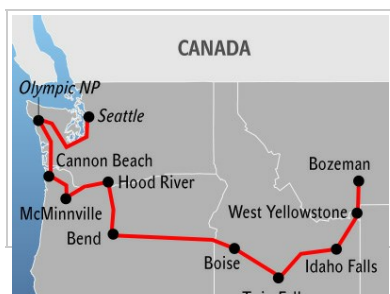 CANADA
Olympic NP
Seattle
Cannon Beach
Hood River
Bozeman
McMinnville
West Yellowstone
Bend
Boise
Idaho Falls